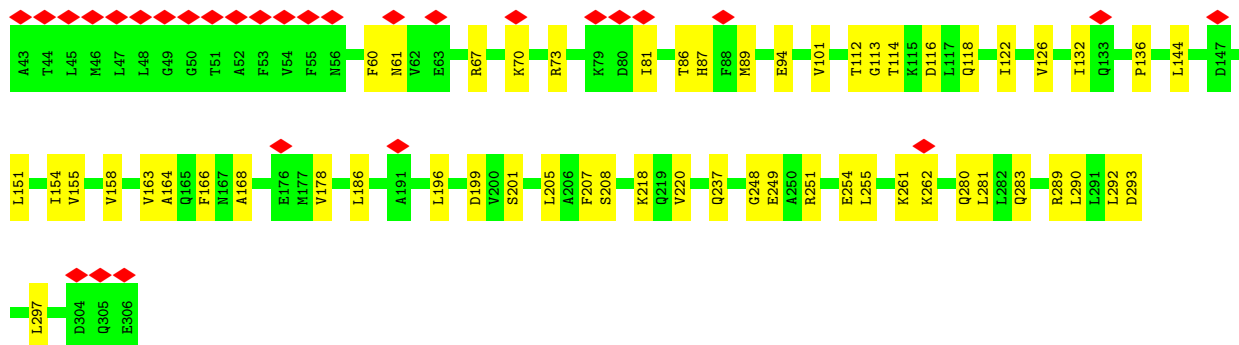 A43 T44 L45 M46 L47 L48 G49 G50 T51 A52 F53 V54 F55 N56 F60 N61 V62 E63 R67 K70 R73 K79 D80 I81 T86 H87 F88 M89 E94 V101 T112 G113 T114 K115 D116 L117 Q118 I122 V126 I132 Q133 P136 L144 D147
L151 I154 V155 V158 V163 A164 Q165 F166 N167 A168 E176 M177 V178 L186 A191 L196 D199 V200 S201 L205 A206 F207 S208 K218 Q219 V220 Q237 G248 E249 A250 R251 E254 L255 K261 K262 Q280 L281 L282 Q283 R289 L290 L291 L292 D293
L297 D304 Q305 E306